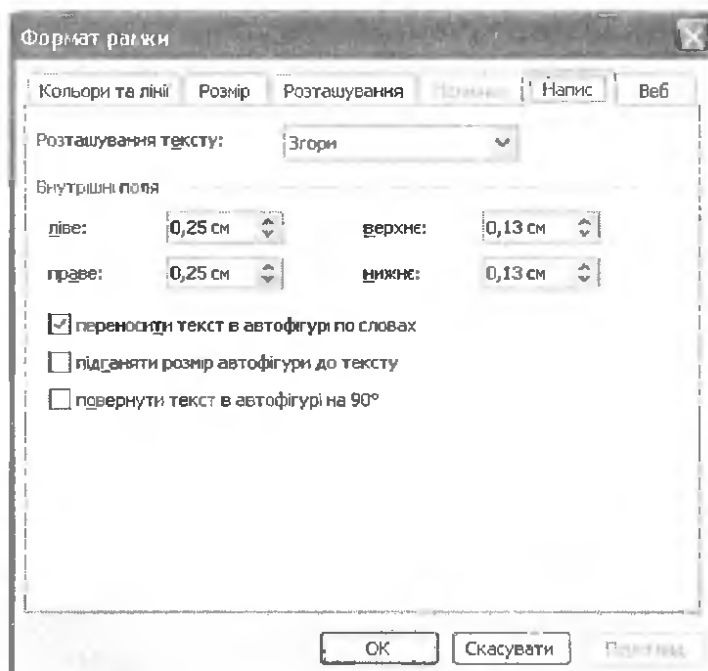 Формат рамки
Кольори та лінії Розмір Розташування Напис Веб
Розташування тексту: Згори
Внутрішні поля
ліве: 0,25 см верхнє: 0,13 см
праве: 0,25 см нижнє: 0,13 см
переносити текст в автофігурі по словах
підганяти розмір автофігури до тексту
повернути текст в автофігурі на 90°
ОК Скасувати